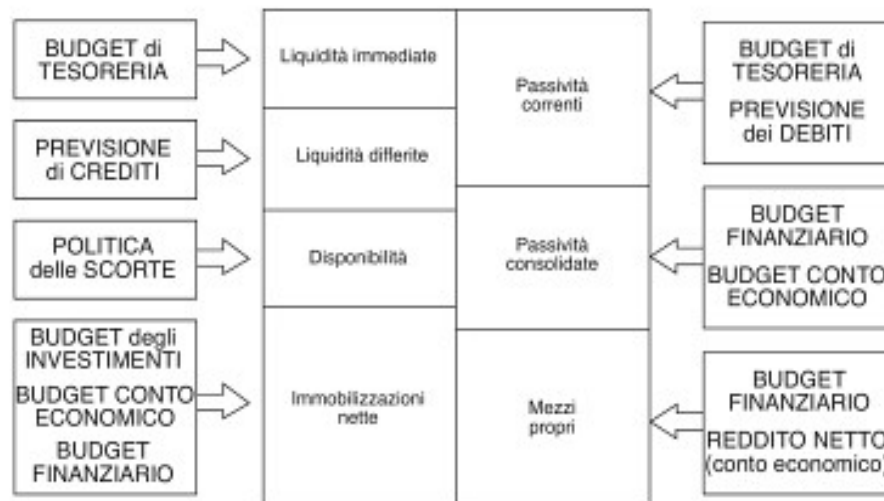 BUDGET di
TESORERIA
Liquidità immediate
Passività
correnti
BUDGET di
TESORERIA
PREVISIONE
dei DEBITI
PREVISIONE
di CREDITI
Liquidità differite
POLITICA
delle SCORTE
Disponibilità
Passività
consolidate
BUDGET
FINANZIARIO
BUDGET CONTO
ECONOMICO
BUDGET degli
INVESTIMENTI
BUDGET CONTO
ECONOMICO
BUDGET
FINANZIARIO
Immobilizzazioni
nette
Mezzi
propri
BUDGET
FINANZIARIO
REDDITO NETTO
(conto economico)